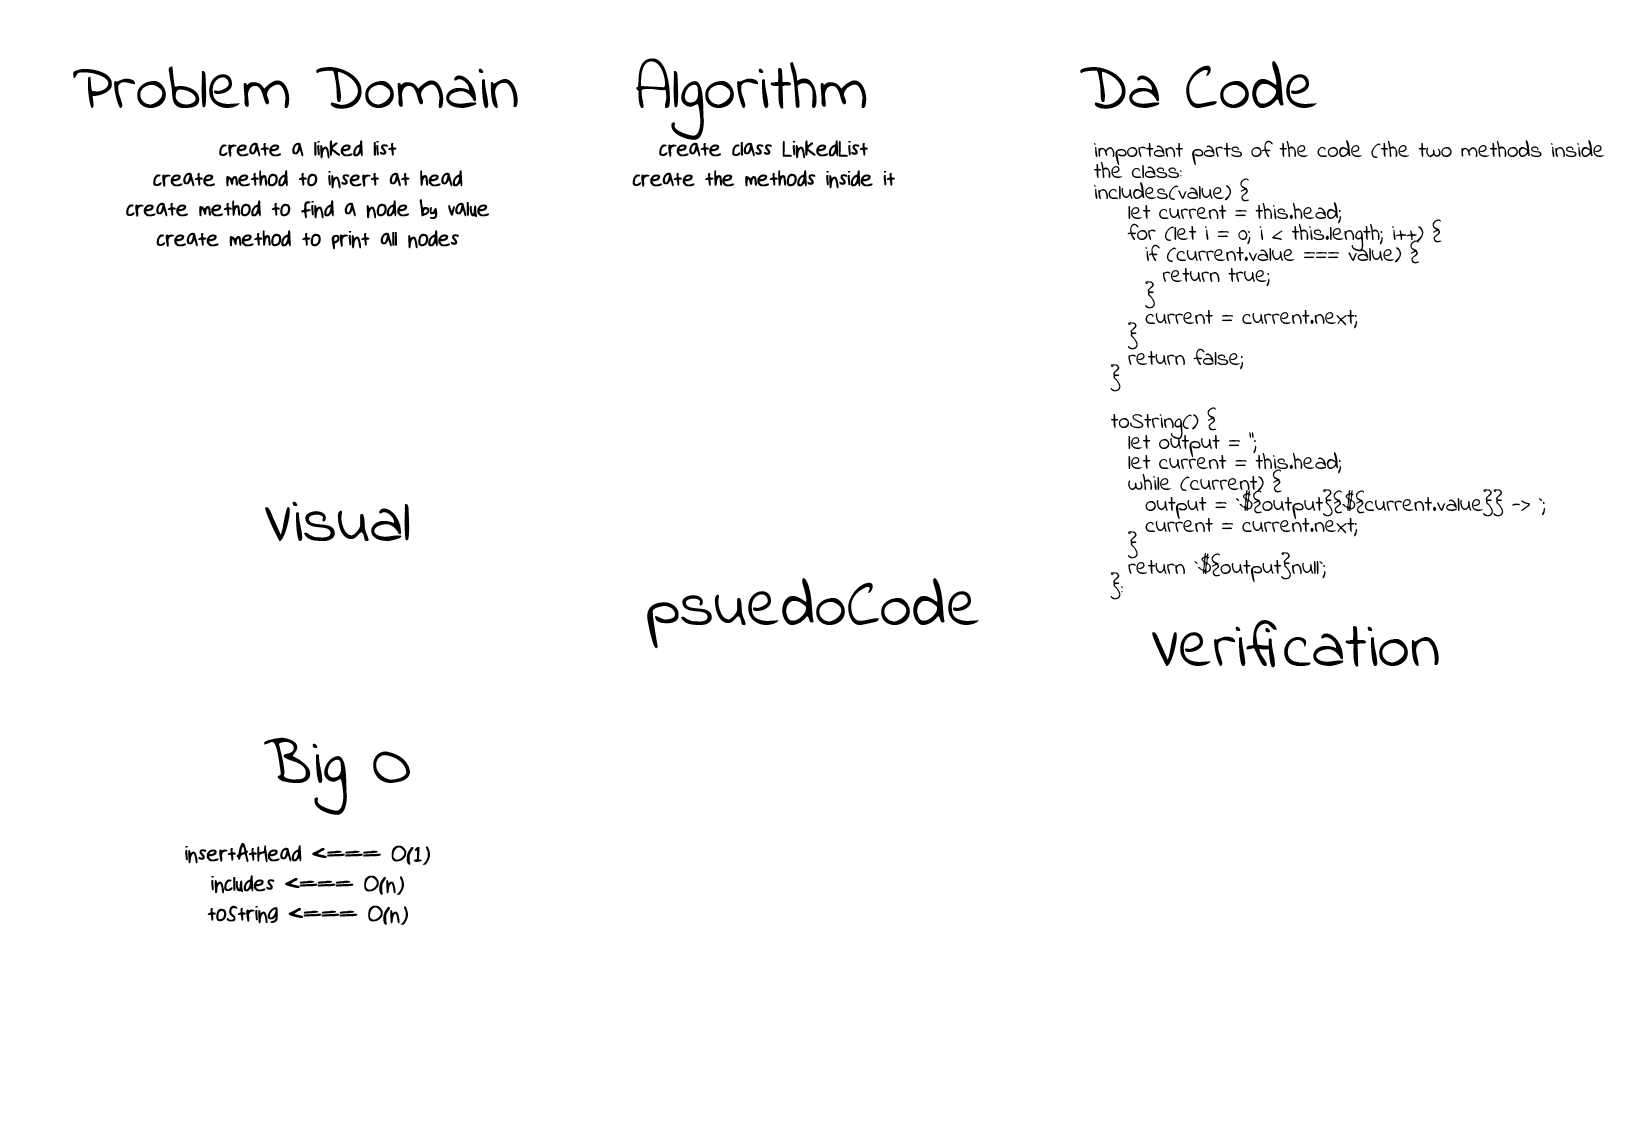 Problem Domain
create a linked list
create method to insert at head
create method to find a node by value
create method to print all nodes
Visual
Big O
insertAtHead <==== O(1)
includes <==== O(n)
toString <==== O(n)
Algorithm
create class LinkedList
create the methods inside it
psuedoCode
Da Code
important parts of the code (the two methods inside
the class:
includes(value) {
let current = this.head;
for (let i = 0; i < this.length; i++) {
if (current.value === value) {
return true;
}
current = current.next;
}
return false;
}
toString() {
let output = '';
let current = this.head;
while (current) {
output = `${output}{${current.value}} -> `;
current = current.next;
}
return `${output}null`;
}:
verification